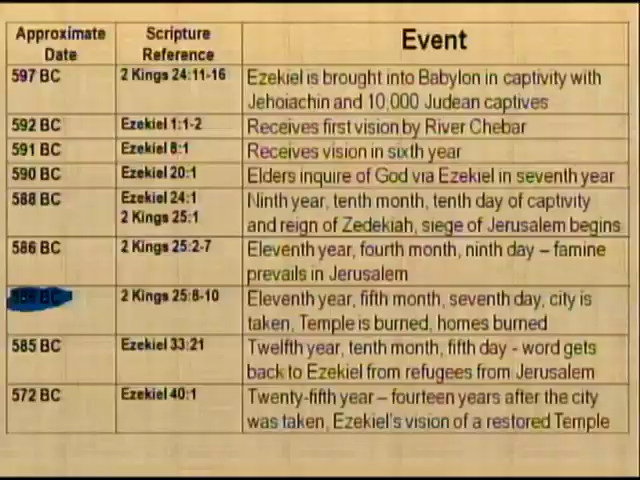 Approximate Date
Scripture Reference
Event
597 BC
2 Kings 24:11-16
Ezekiel is brought into Babylon in captivity with
Jehoiachin and 10,000 Judean captives
592 BC
Ezekiel 1:1-2
Receives first vision by River Chebar
591 BC
Ezekiel 8:1
Receives vision in sixth year
590 BC
Ezekiel 20:1
Elders inquire of God via Ezekiel in seventh year
588 BC
Ezekiel 24:1
2 Kings 25:1
Ninth year, tenth month, tenth day of captivity
and reign of Zedekiah, siege of Jerusalem begins
586 BC
2 Kings 25:2-7
Eleventh year, fourth month, ninth day – famine
prevails in Jerusalem
BC
2 Kings 25:8-10
Eleventh year, fifth month, seventh day, city is
taken, Temple is burned, homes burned
585 BC
Ezekiel 33:21
Twelfth year, tenth month, fifth day - word gets
back to Ezekiel from refugees from Jerusalem
572 BC
Ezekiel 40:1
Twenty-fifth year – fourteen years after the city
was taken, Ezekiel's vision of a restored Temple